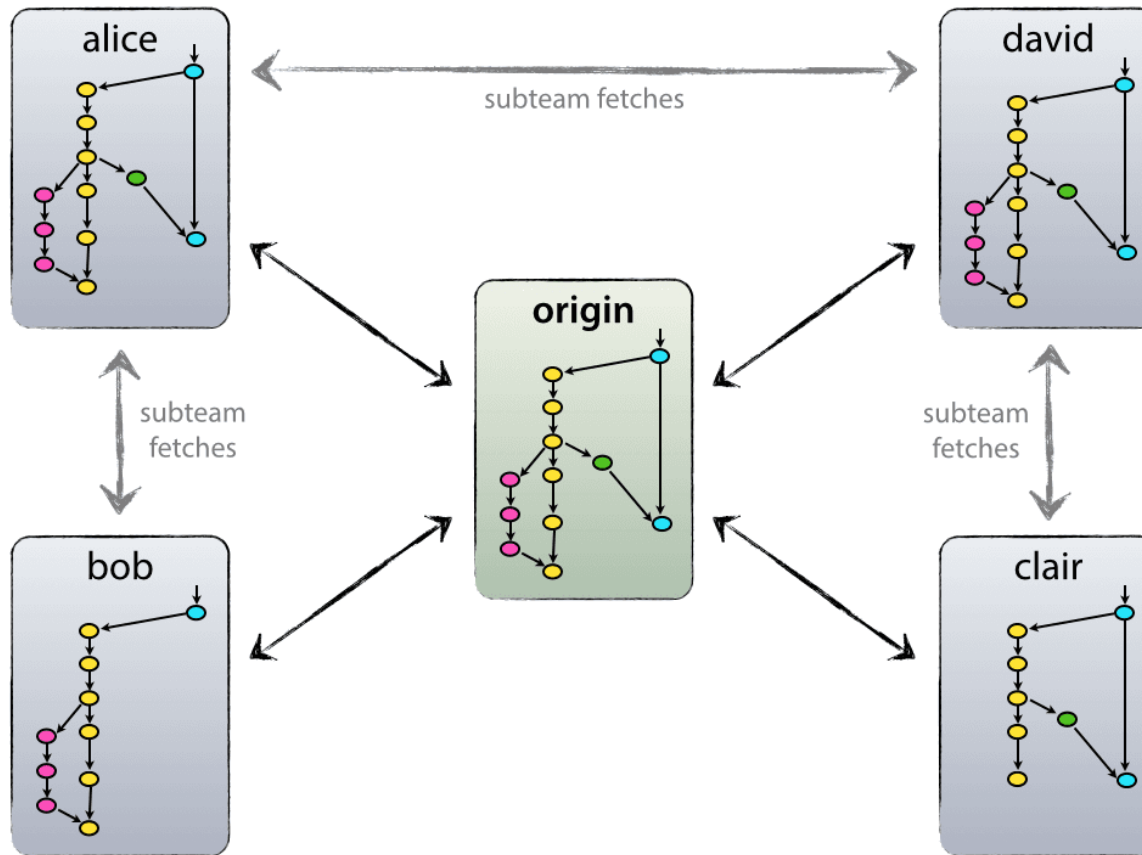 alice
david
subteam fetches
origin
subteam
fetches
subteam
fetches
bob
clair